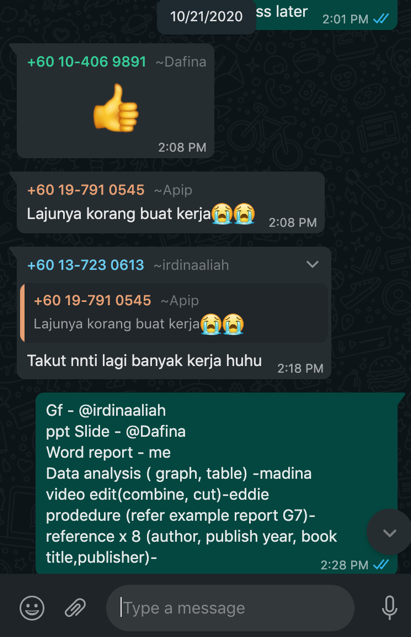 10/21/2020
ss later
2:01 PM
+60 10-406 9891 ~Dafina
2:08 PM
+60 19-791 0545 ~Apip
Lajunya korang buat kerja😭😭
2:08 PM
+60 13-723 0613 ~irdinaaliah
+60 19-791 0545 ~Apip
Lajunya korang buat kerja😭😭
Takut nnti lagi banyak kerja huhu
2:18 PM
Gf - @irdinaaliah
ppt Slide - @Dafina
Word report - me
Data analysis ( graph, table) -madina
video edit(combine, cut)-eddie
prodedure (refer example report G7)-
reference x 8 (author, publish year, book
title,publisher)-
2:28 PM
Type a message